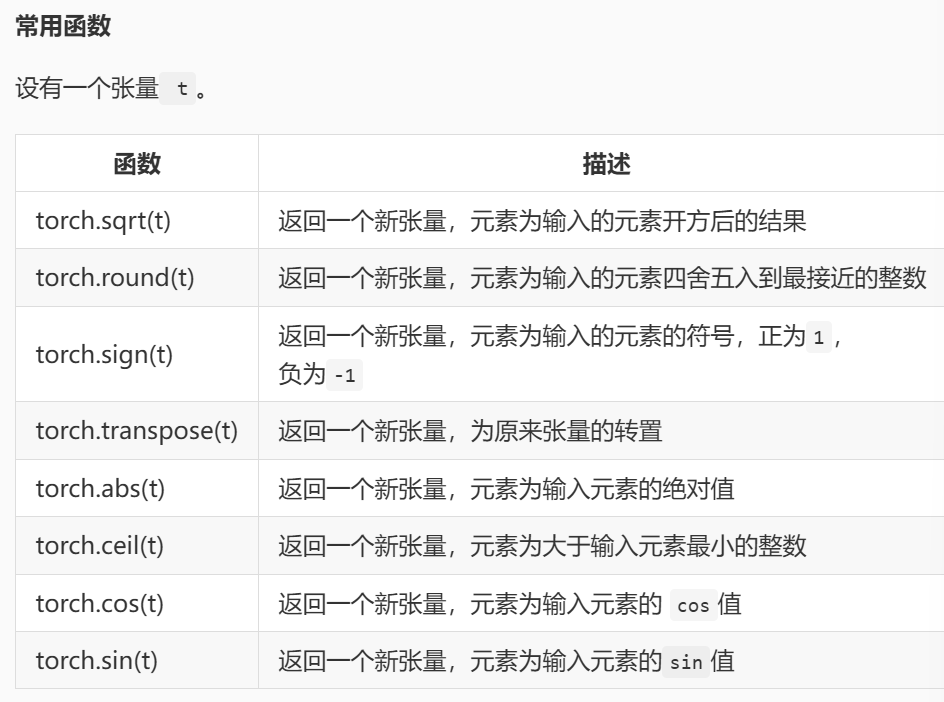 常用函数
设有一个张量 t 。
函数 描述
torch.sqrt(t) 返回一个新张量，元素为输入的元素开方后的结果
torch.round(t) 返回一个新张量，元素为输入的元素四舍五入到最接近的整数
torch.sign(t) 返回一个新张量，元素为输入的元素的符号，正为 1 ，
负为 -1
torch.transpose(t) 返回一个新张量，为原来张量的转置
torch.abs(t) 返回一个新张量，元素为输入元素的绝对值
torch.ceil(t) 返回一个新张量，元素为大于输入元素最小的整数
torch.cos(t) 返回一个新张量，元素为输入元素的 cos 值
torch.sin(t) 返回一个新张量，元素为输入元素的 sin 值